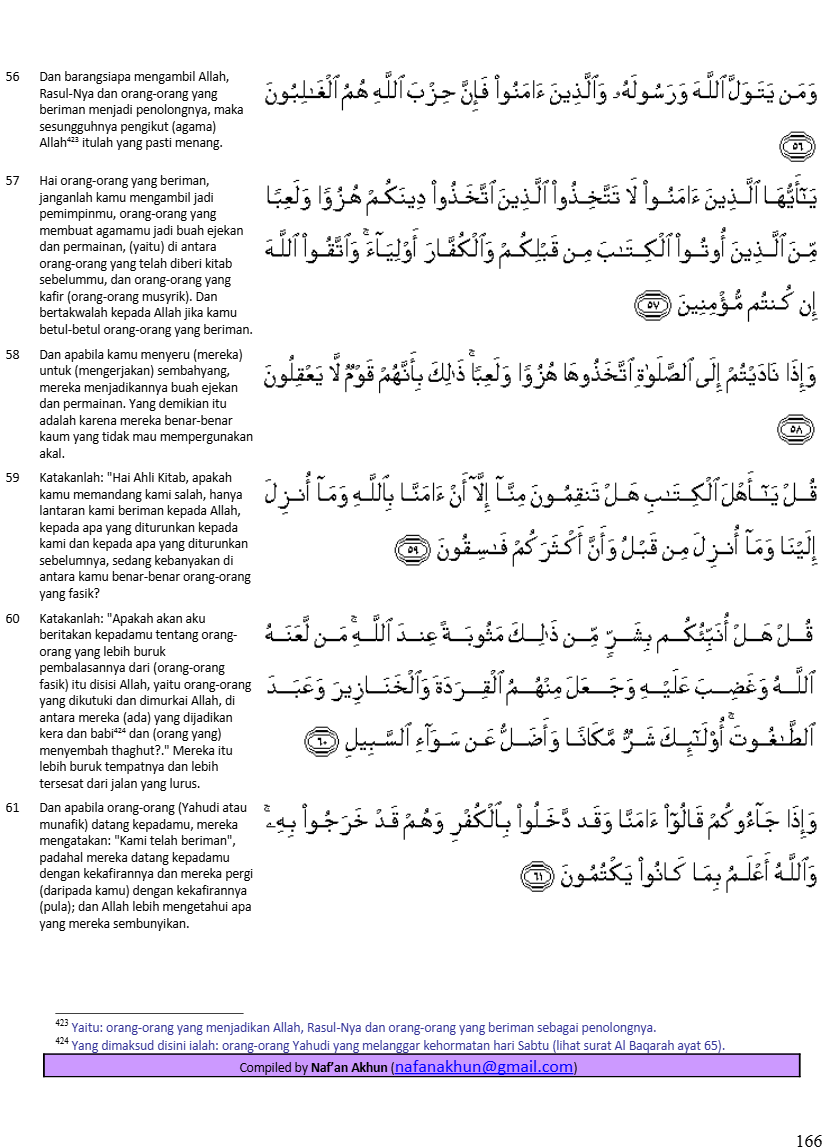 56 Dan barangsiapa mengambil Allah,
Rasul-Nya dan orang-orang yang
beriman menjadi penolongnya, maka
sesungguhnya pengikut (agama)
Allah⁴²³ itulah yang pasti menang.
وَمَن يَتَوَلَّ ٱللَّهَ وَرَسُولَهُۥ وَٱلَّذِينَ ءَامَنُوا۟ فَإِنَّ حِزْبَ ٱللَّهِ هُمُ ٱلْغَـٰلِبُونَ
٥٦
57 Hai orang-orang yang beriman,
janganlah kamu mengambil jadi
pemimpinmu, orang-orang yang
membuat agamamu jadi buah ejekan
dan permainan, (yaitu) di antara
orang-orang yang telah diberi kitab
sebelummu, dan orang-orang yang
kafir (orang-orang musyrik). Dan
bertakwalah kepada Allah jika kamu
betul-betul orang-orang yang beriman.
يَـٰٓأَيُّهَا ٱلَّذِينَ ءَامَنُوا۟ لَا تَتَّخِذُوا۟ ٱلَّذِينَ ٱتَّخَذُوا۟ دِينَكُمْ هُزُوًا وَلَعِبًا
مِّنَ ٱلَّذِينَ أُوتُوا۟ ٱلْكِتَـٰبَ مِن قَبْلِكُمْ وَٱلْكُفَّارَ أَوْلِيَآءَ ۚ وَٱتَّقُوا۟ ٱللَّهَ
إِن كُنتُم مُّؤْمِنِينَ ٥٧
58 Dan apabila kamu menyeru (mereka)
untuk (mengerjakan) sembahyang,
mereka menjadikannya buah ejekan
dan permainan. Yang demikian itu
adalah karena mereka benar-benar
kaum yang tidak mau mempergunakan
akal.
وَإِذَا نَادَيْتُمْ إِلَى ٱلصَّلَوٰةِ ٱتَّخَذُوهَا هُزُوًا وَلَعِبًا ۚ ذَٰلِكَ بِأَنَّهُمْ قَوْمٌ لَّا يَعْقِلُونَ
٥٨
59 Katakanlah: "Hai Ahli Kitab, apakah
kamu memandang kami salah, hanya
lantaran kami beriman kepada Allah,
kepada apa yang diturunkan kepada
kami dan kepada apa yang diturunkan
sebelumnya, sedang kebanyakan di
antara kamu benar-benar orang-orang
yang fasik?
قُلْ يَـٰٓأَهْلَ ٱلْكِتَـٰبِ هَلْ تَنقِمُونَ مِنَّآ إِلَّآ أَنْ ءَامَنَّا بِٱللَّهِ وَمَآ أُنزِلَ
إِلَيْنَا وَمَآ أُنزِلَ مِن قَبْلُ وَأَنَّ أَكْثَرَكُمْ فَـٰسِقُونَ ٥٩
60 Katakanlah: "Apakah akan aku
beritakan kepadamu tentang orang-
orang yang lebih buruk
pembalasannya dari (orang-orang
fasik) itu disisi Allah, yaitu orang-orang
yang dikutuki dan dimurkai Allah, di
antara mereka (ada) yang dijadikan
kera dan babi⁴²⁴ dan (orang yang)
menyembah thaghut?." Mereka itu
lebih buruk tempatnya dan lebih
tersesat dari jalan yang lurus.
قُلْ هَلْ أُنَبِّئُكُم بِشَرٍّ مِّن ذَٰلِكَ مَثُوبَةً عِندَ ٱللَّهِ ۚ مَن لَّعَنَهُ
ٱللَّهُ وَغَضِبَ عَلَيْهِ وَجَعَلَ مِنْهُمُ ٱلْقِرَدَةَ وَٱلْخَنَازِيرَ وَعَبَدَ
ٱلطَّـٰغُوتَ ۚ أُو۟لَـٰٓئِكَ شَرٌّ مَّكَانًا وَأَضَلُّ عَن سَوَآءِ ٱلسَّبِيلِ ٦٠
61 Dan apabila orang-orang (Yahudi atau
munafik) datang kepadamu, mereka
mengatakan: "Kami telah beriman",
padahal mereka datang kepadamu
dengan kekafirannya dan mereka pergi
(daripada kamu) dengan kekafirannya
(pula); dan Allah lebih mengetahui apa
yang mereka sembunyikan.
وَإِذَا جَآءُوكُمْ قَالُوٓا۟ ءَامَنَّا وَقَد دَّخَلُوا۟ بِٱلْكُفْرِ وَهُمْ قَدْ خَرَجُوا۟ بِهِۦ ۚ
وَٱللَّهُ أَعْلَمُ بِمَا كَانُوا۟ يَكْتُمُونَ ٦١
⁴²³ Yaitu: orang-orang yang menjadikan Allah, Rasul-Nya dan orang-orang yang beriman sebagai penolongnya.
⁴²⁴ Yang dimaksud disini ialah: orang-orang Yahudi yang melanggar kehormatan hari Sabtu (lihat surat Al Baqarah ayat 65).
Compiled by Naf’an Akhun (nafanakhun@gmail.com)
166